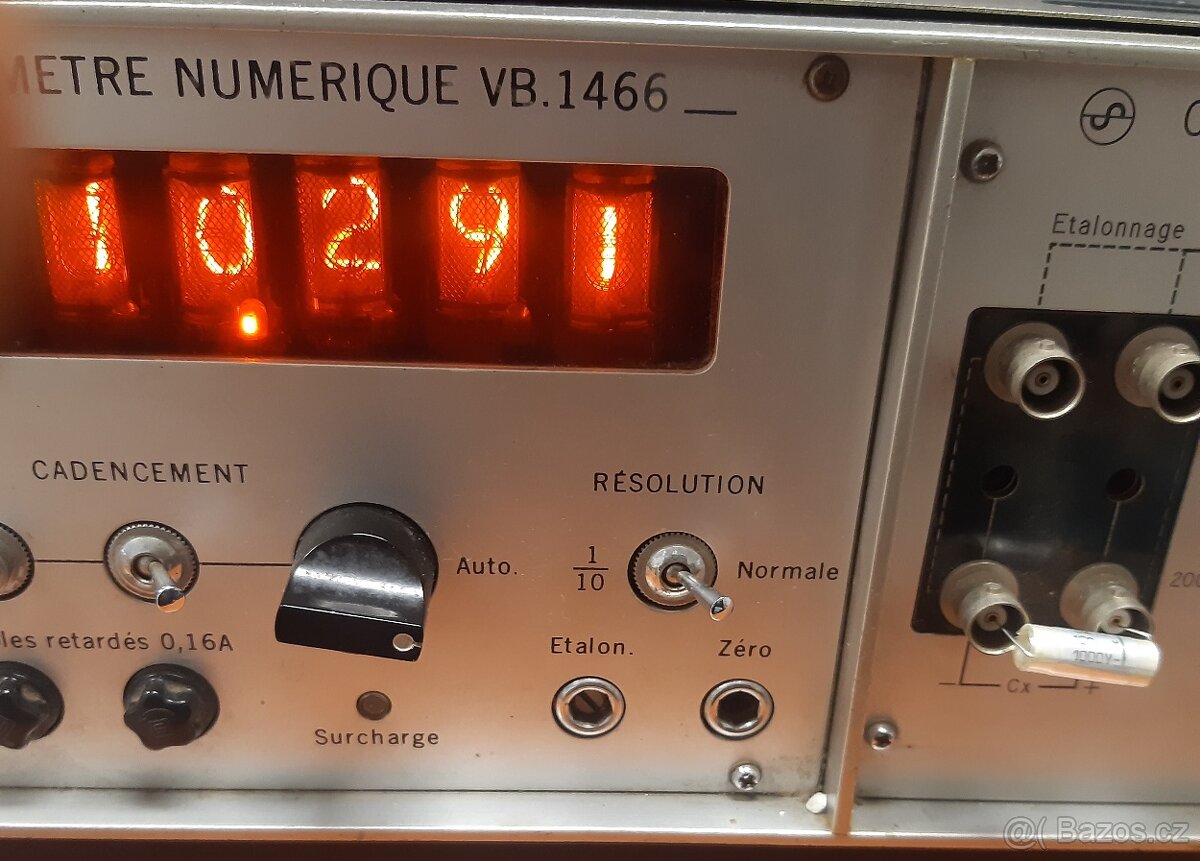 METRE NUMERIQUE VB.1466
10291
Etalonnage
CADENCEMENT
RÉSOLUTION
Auto.
1/10
Normale
retardés 0,16A
Etalon.
Zéro
1000V-
- Cx +
Surcharge
@( Bazos.cz